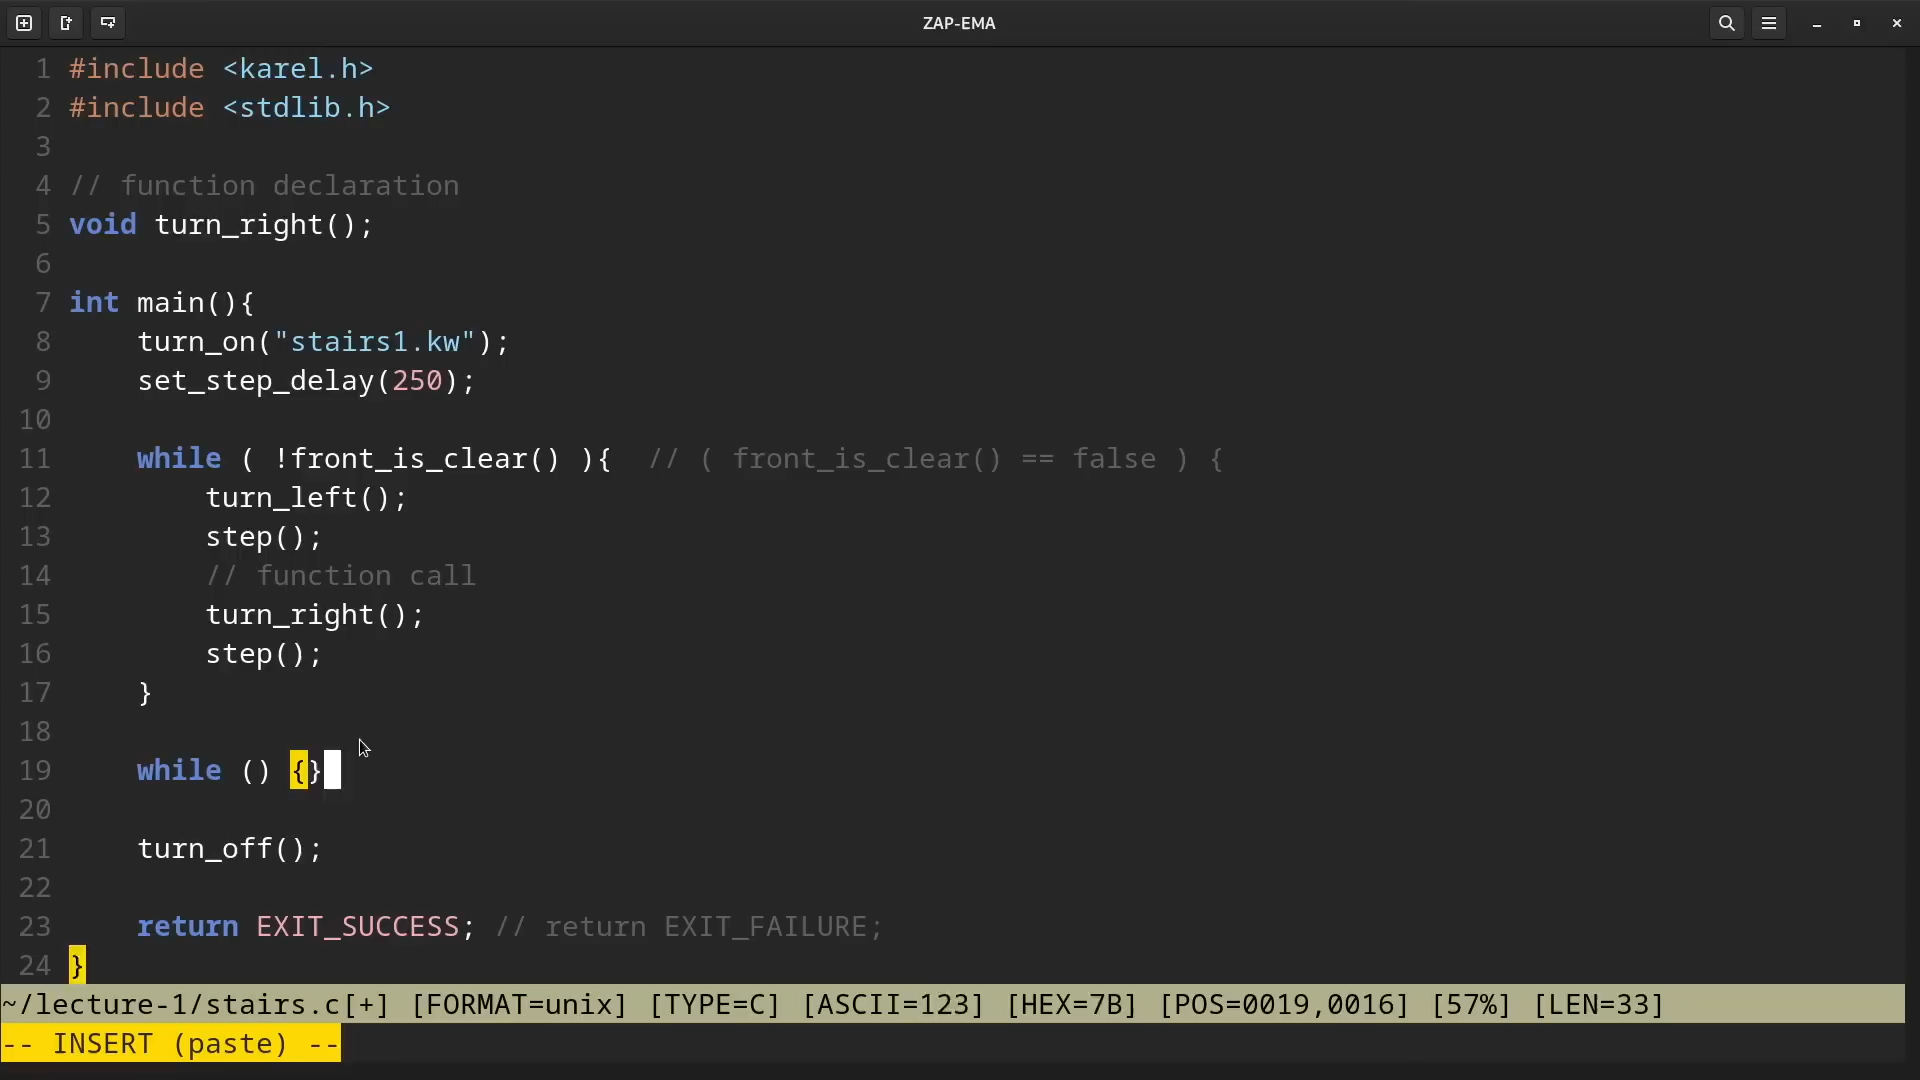 ZAP-EMA
1 #include <karel.h>
2 #include <stdlib.h>
3
4 // function declaration
5 void turn_right();
6
7 int main(){
8     turn_on("stairs1.kw");
9     set_step_delay(250);
10
11     while ( !front_is_clear() ){  // ( front_is_clear() == false ) {
12         turn_left();
13         step();
14         // function call
15         turn_right();
16         step();
17     }
18
19     while () {}
20
21     turn_off();
22
23     return EXIT_SUCCESS; // return EXIT_FAILURE;
24 }
~/lecture-1/stairs.c[+] [FORMAT=unix] [TYPE=C] [ASCII=123] [HEX=7B] [POS=0019,0016] [57%] [LEN=33]
-- INSERT (paste) --